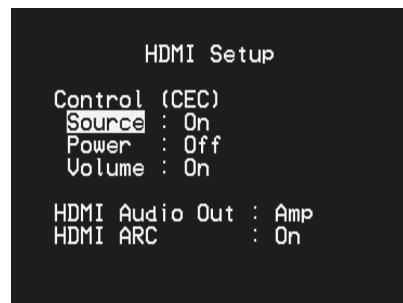 HDMI Setup
Control (CEC)
Source : On
Power : Off
Volume : On
HDMI Audio Out : Amp
HDMI ARC : On